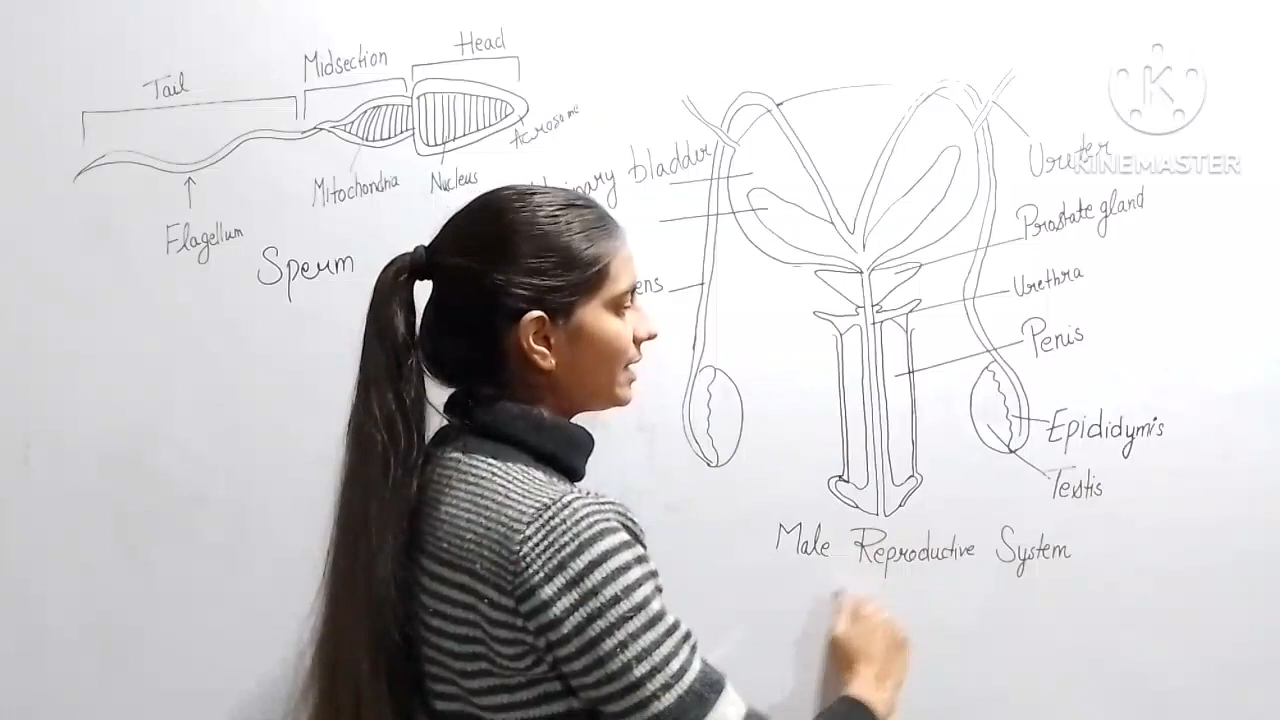 Head
Midsection
Tail
Acrosome
Mitochondria
Nucleus
Flagellum
Sperm
bladder
Ureter
KINEMASTER
Prostate gland
Urethra
Penis
Epididymis
Testis
Male Reproductive System